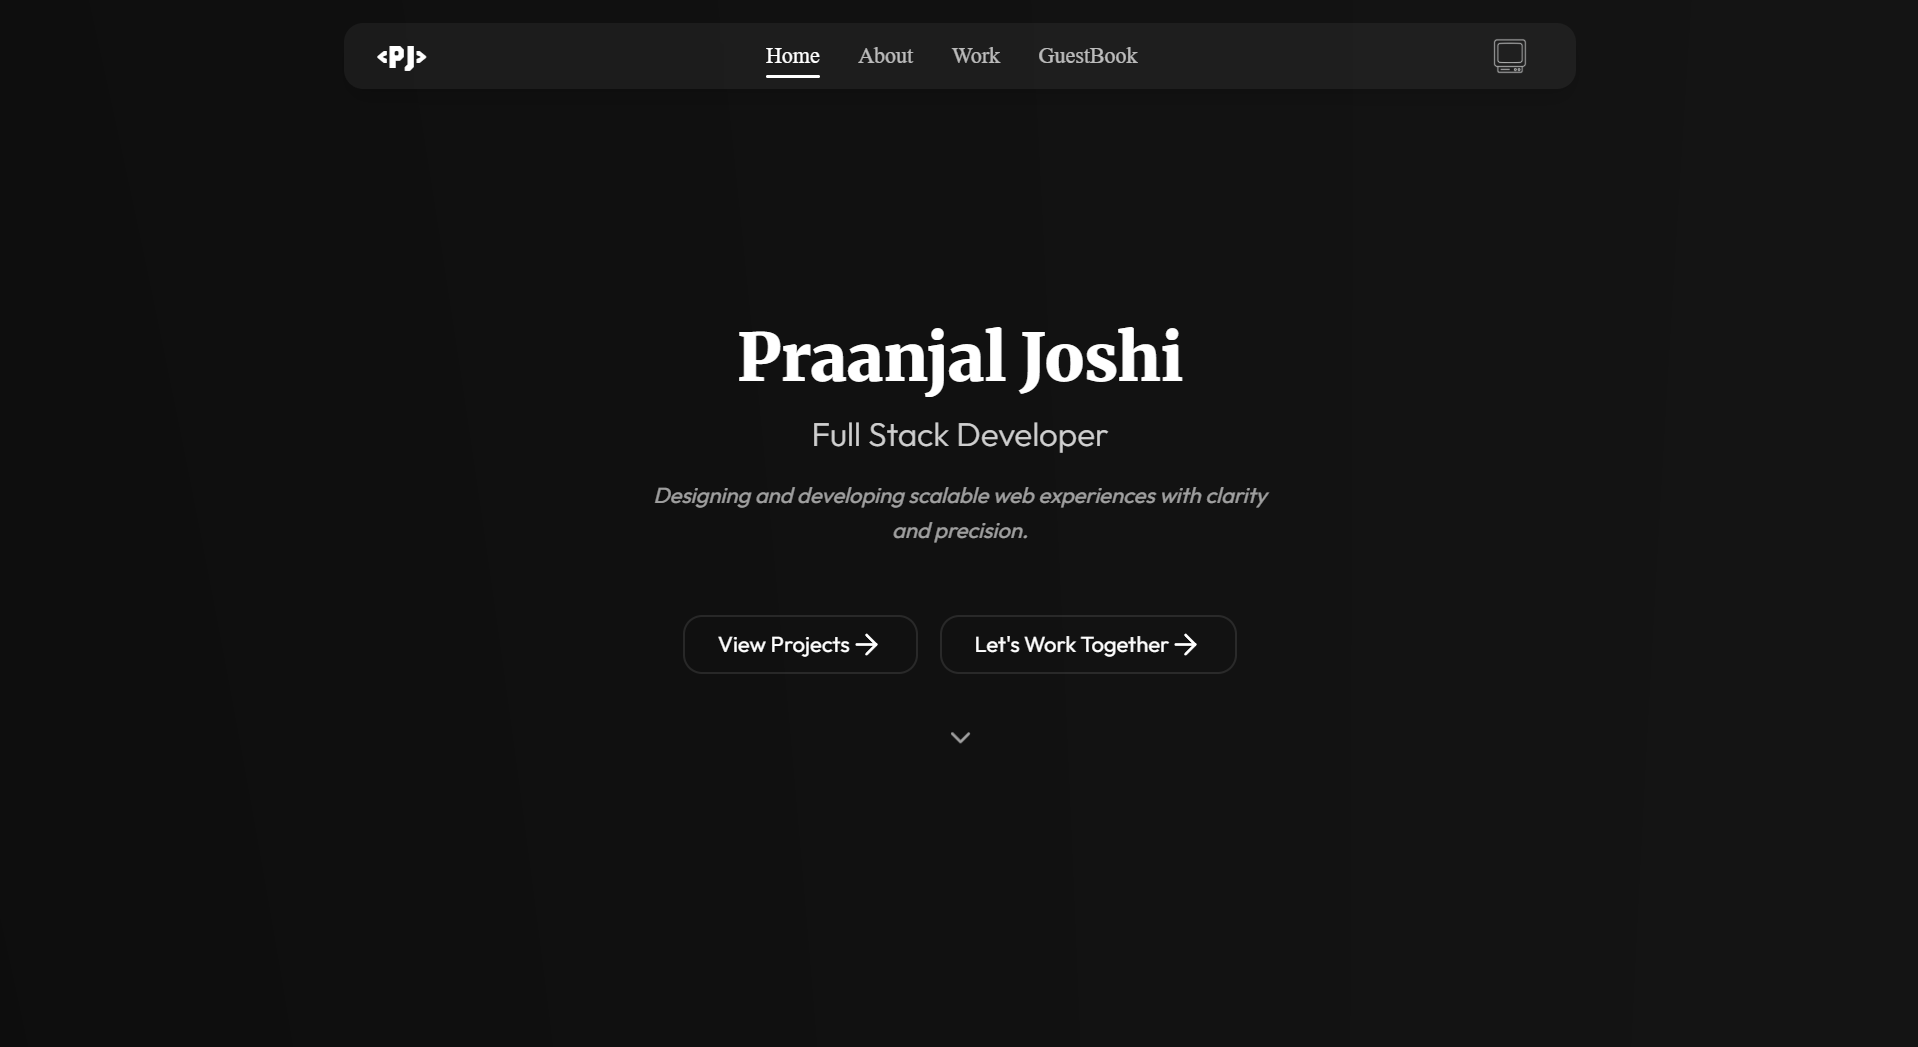 <PJ>
Home About Work GuestBook
Praanjal Joshi
Full Stack Developer
Designing and developing scalable web experiences with clarity
and precision.
View Projects → Let's Work Together →